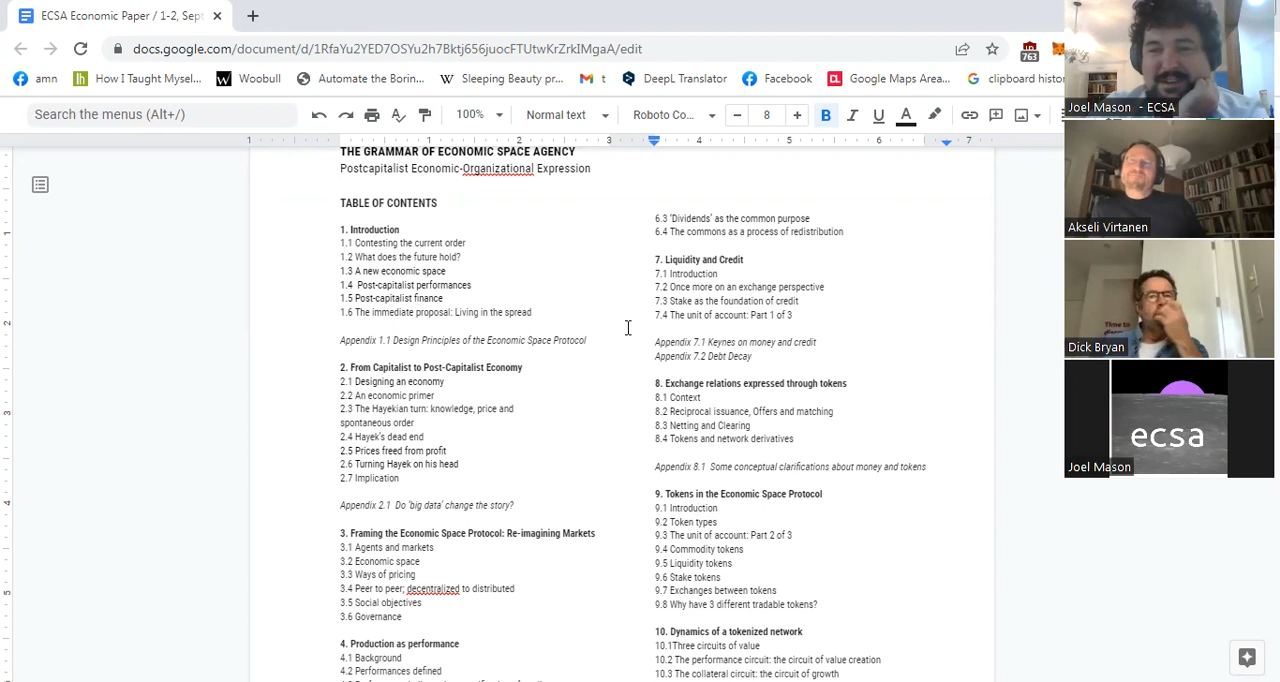 ECSA Economic Paper / 1-2, Sept
docs.google.com/document/d/1RfaYu2YED7OSYu2h7Bktj656juocFTUtwKrZrkIMgaA/edit
763
amn
How I Taught Mysel...
Woobull
Automate the Borin...
Sleeping Beauty pr...
t
DeepL Translator
Facebook
Google Maps Area...
clipboard histor
Search the menus (Alt+/)
100%
Normal text
Roboto Co...
8
B I U A
1 1 2 3 4 5 6 7
THE GRAMMAR OF ECONOMIC SPACE AGENCY
Postcapitalist Economic-Organizational Expression
TABLE OF CONTENTS
1. Introduction
1.1 Contesting the current order
1.2 What does the future hold?
1.3 A new economic space
1.4 Post-capitalist performances
1.5 Post-capitalist finance
1.6 The immediate proposal: Living in the spread
Appendix 1.1 Design Principles of the Economic Space Protocol
2. From Capitalist to Post-Capitalist Economy
2.1 Designing an economy
2.2 An economic primer
2.3 The Hayekian turn: knowledge, price and
spontaneous order
2.4 Hayek's dead end
2.5 Prices freed from profit
2.6 Turning Hayek on his head
2.7 Implication
Appendix 2.1 Do 'big data' change the story?
3. Framing the Economic Space Protocol: Re-imagining Markets
3.1 Agents and markets
3.2 Economic space
3.3 Ways of pricing
3.4 Peer to peer; decentralized to distributed
3.5 Social objectives
3.6 Governance
4. Production as performance
4.1 Background
4.2 Performances defined
6.3 'Dividends' as the common purpose
6.4 The commons as a process of redistribution
7. Liquidity and Credit
7.1 Introduction
7.2 Once more on an exchange perspective
7.3 Stake as the foundation of credit
7.4 The unit of account: Part 1 of 3
Appendix 7.1 Keynes on money and credit
Appendix 7.2 Debt Decay
8. Exchange relations expressed through tokens
8.1 Context
8.2 Reciprocal issuance, Offers and matching
8.3 Netting and Clearing
8.4 Tokens and network derivatives
Appendix 8.1 Some conceptual clarifications about money and tokens
9. Tokens in the Economic Space Protocol
9.1 Introduction
9.2 Token types
9.3 The unit of account: Part 2 of 3
9.4 Commodity tokens
9.5 Liquidity tokens
9.6 Stake tokens
9.7 Exchanges between tokens
9.8 Why have 3 different tradable tokens?
10. Dynamics of a tokenized network
10.1Three circuits of value
10.2 The performance circuit: the circuit of value creation
10.3 The collateral circuit: the circuit of growth
Joel Mason - ECSA
Akseli Virtanen
Dick Bryan
ecsa
Joel Mason